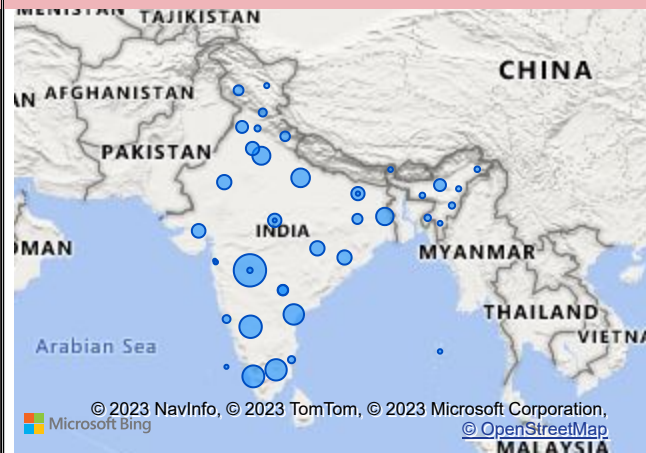 MENISTAN
TAJIKISTAN
CHINA
AN
AFGHANISTAN
PAKISTAN
INDIA
OMAN
MYANMAR
THAILAND
VIETNA
Arabian Sea
© 2023 NavInfo, © 2023 TomTom, © 2023 Microsoft Corporation,
Microsoft Bing
© OpenStreetMap
MALAYSIA